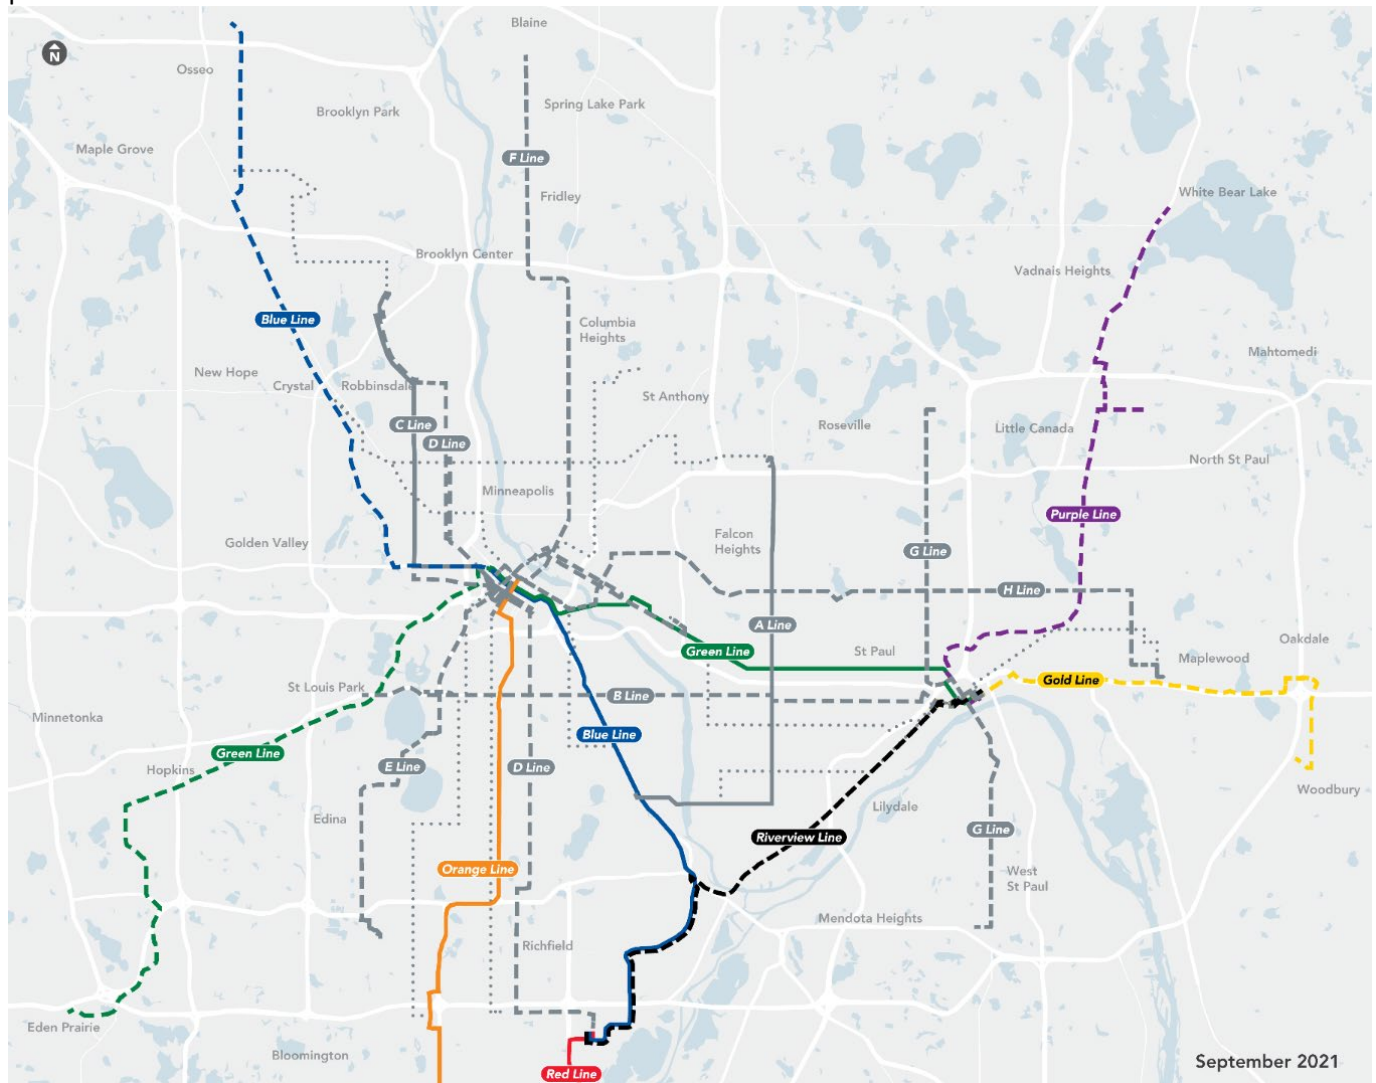 Blaine
N
Osseo
Spring Lake Park
Brooklyn Park
Maple Grove
F Line
White Bear Lake
Fridley
Brooklyn Center
Vadnais Heights
Blue Line
Columbia
Heights
Mahtomedi
New Hope
Crystal
Robbinsdale
St Anthony
C Line
Roseville
Little Canada
D Line
North St Paul
Minneapolis
Purple Line
Golden Valley
Falcon
Heights
G Line
H Line
A Line
Oakdale
Green Line
St Paul
Maplewood
Gold Line
St Louis Park
B Line
Minnetonka
Blue Line
Green Line
E Line
D Line
Hopkins
Woodbury
Lilydale
Edina
G Line
Riverview Line
Orange Line
West
St Paul
Mendota Heights
Richfield
Eden Prairie
Bloomington
September 2021
Red Line